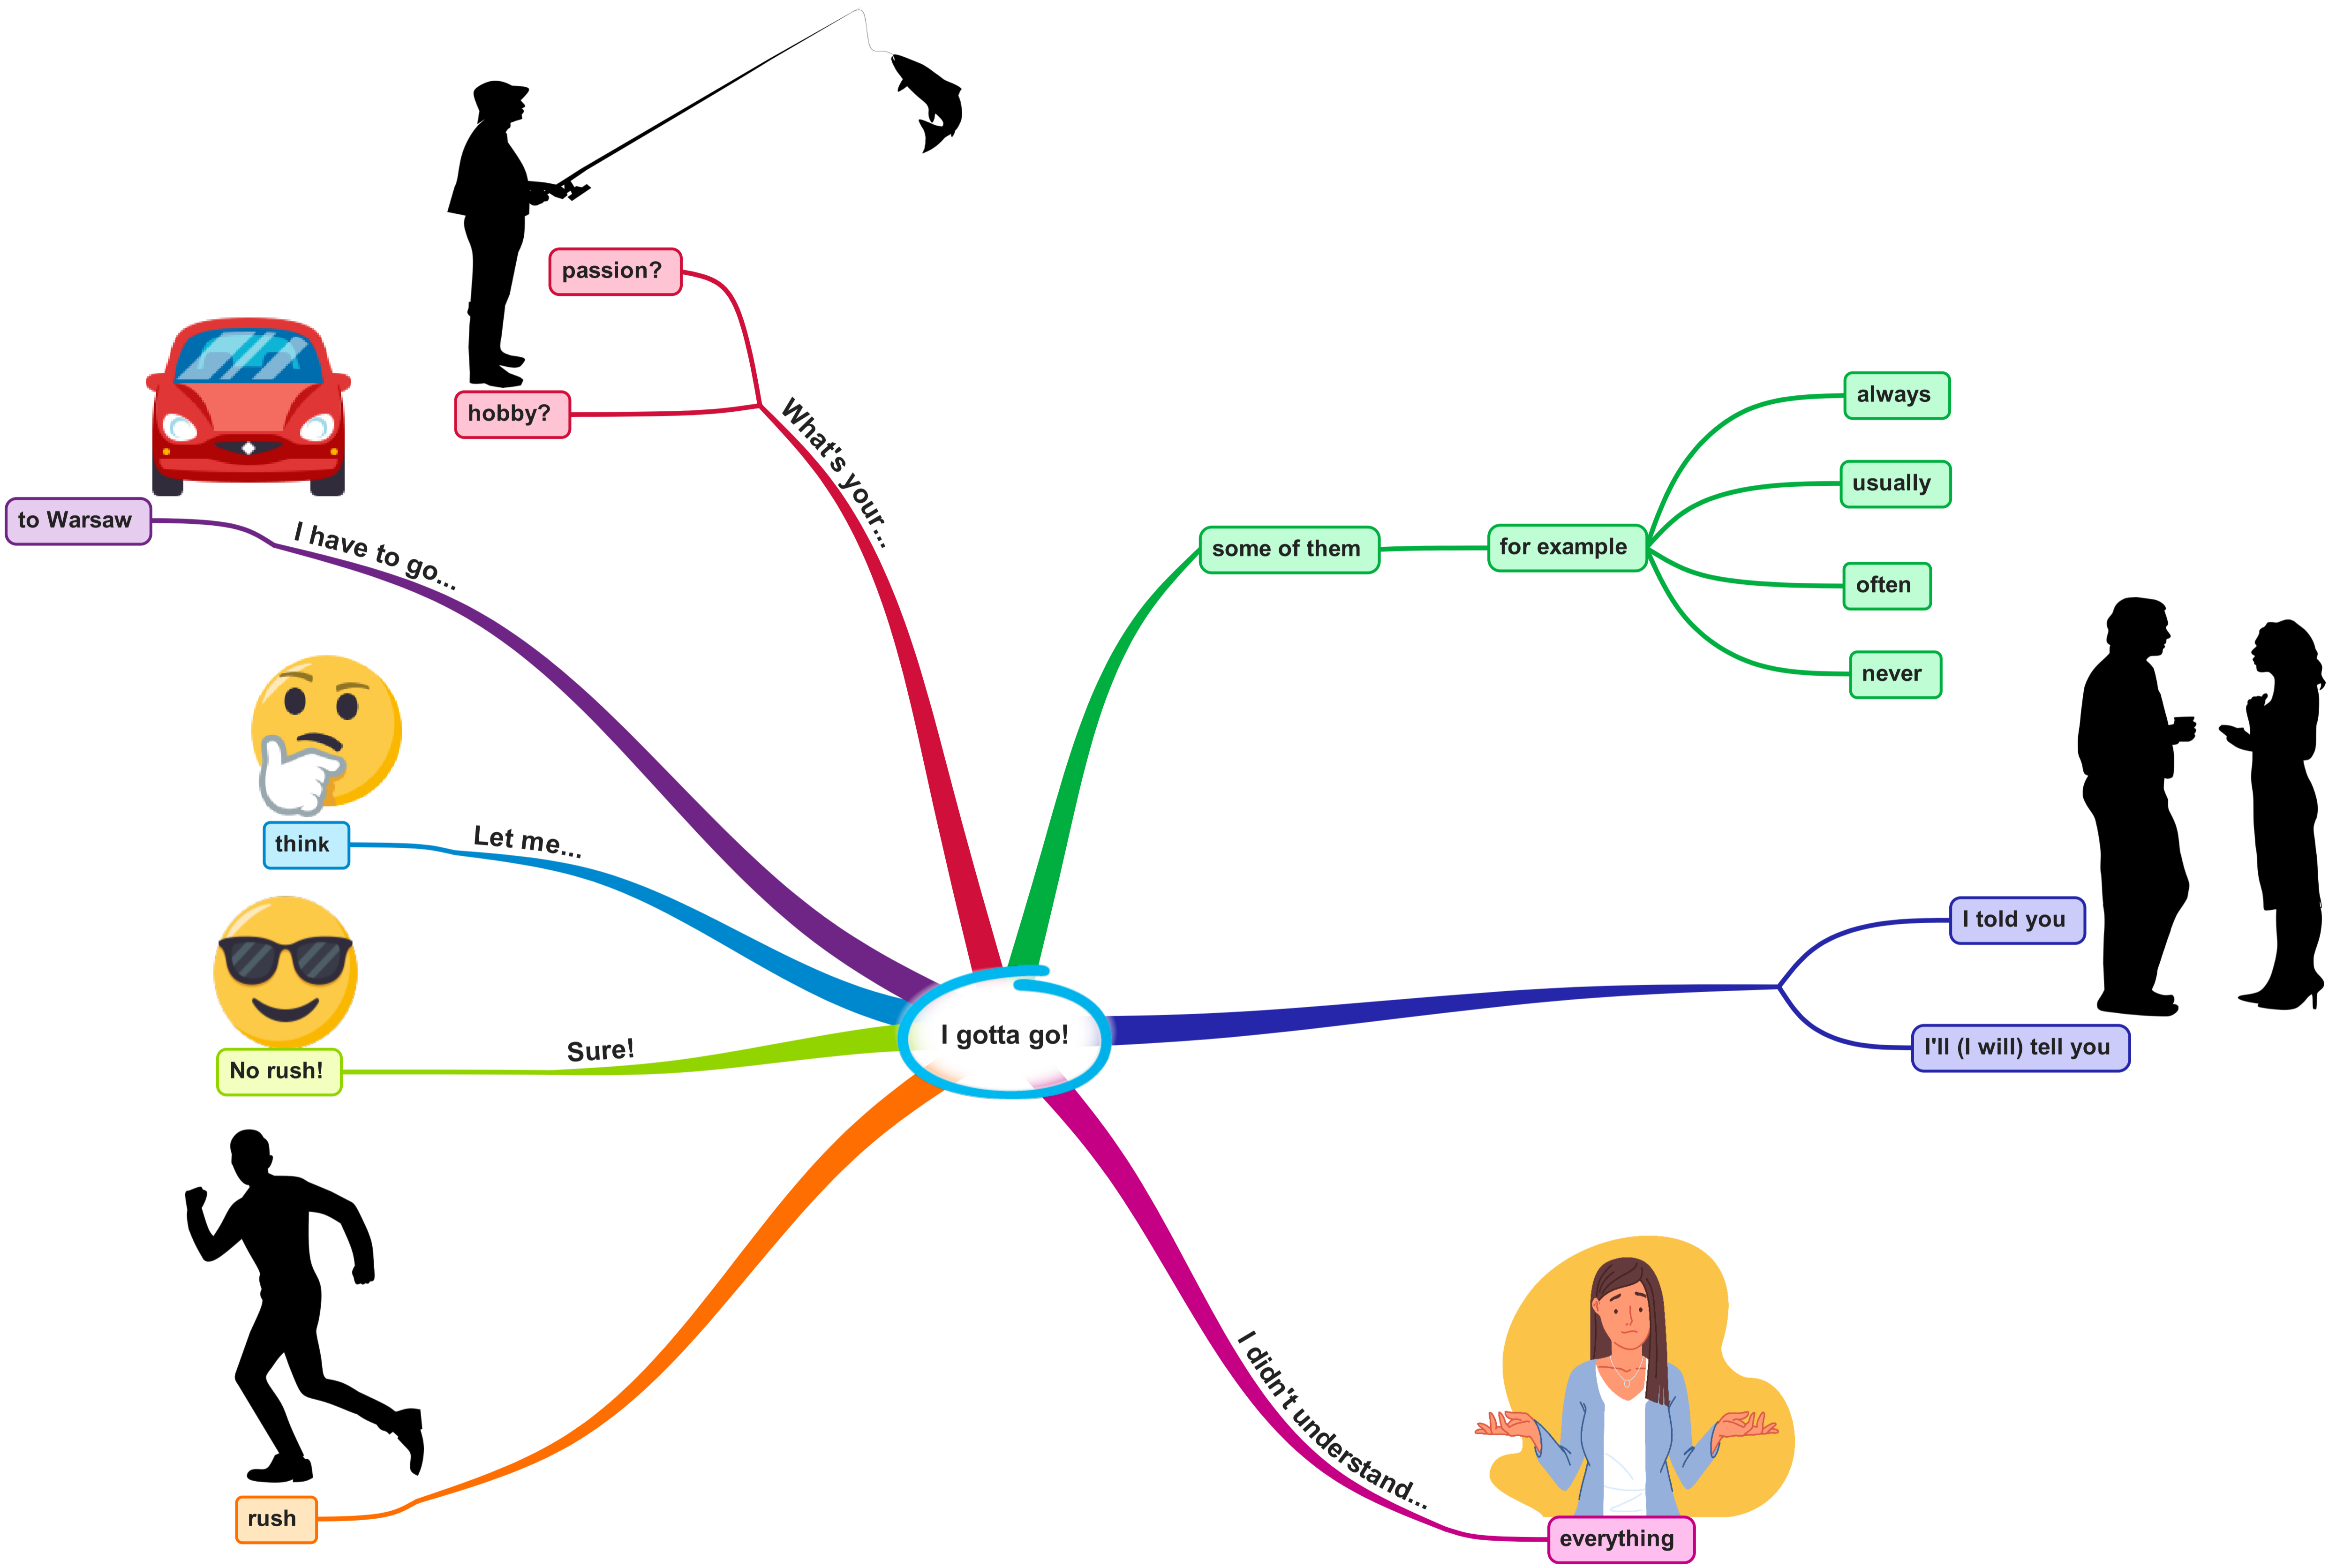 I gotta go!
some of them
for example
always
usually
often
never
I told you
I'll (I will) tell you
I didn't understand...
everything
What's your...
passion?
hobby?
I have to go...
to Warsaw
Let me...
think
Sure!
No rush!
rush